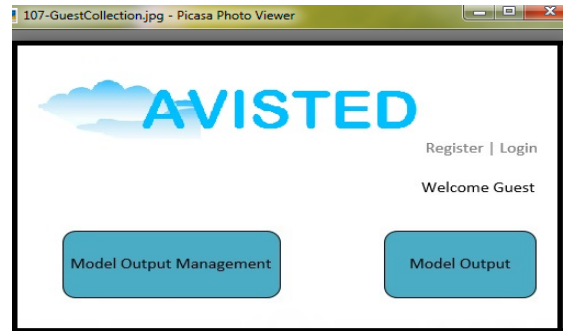 107-GuestCollection.jpg - Picasa Photo Viewer
AVISTED
Register | Login
Welcome Guest
Model Output Management
Model Output